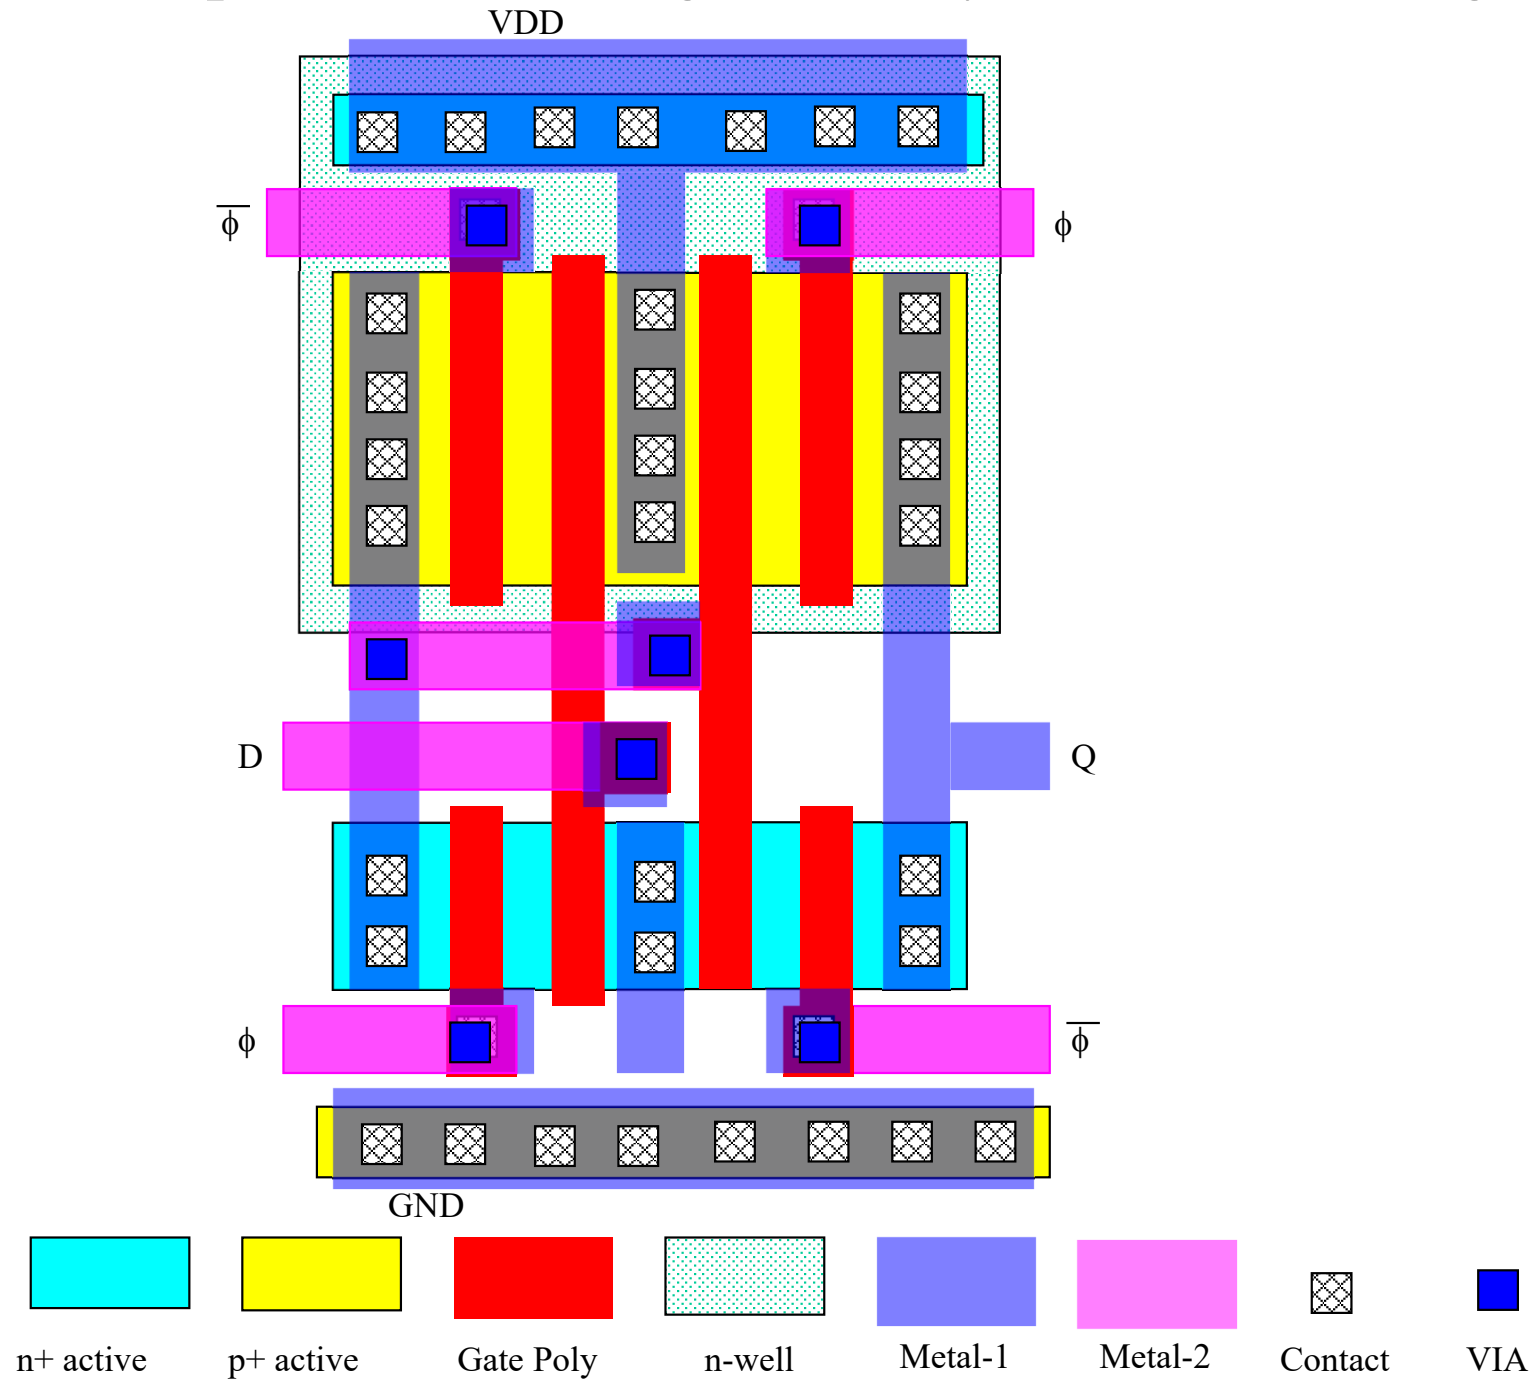 VDD
ϕ̅ ϕ
D Q
ϕ ϕ̅
GND
n+ active p+ active Gate Poly n-well Metal-1 Metal-2 Contact VIA